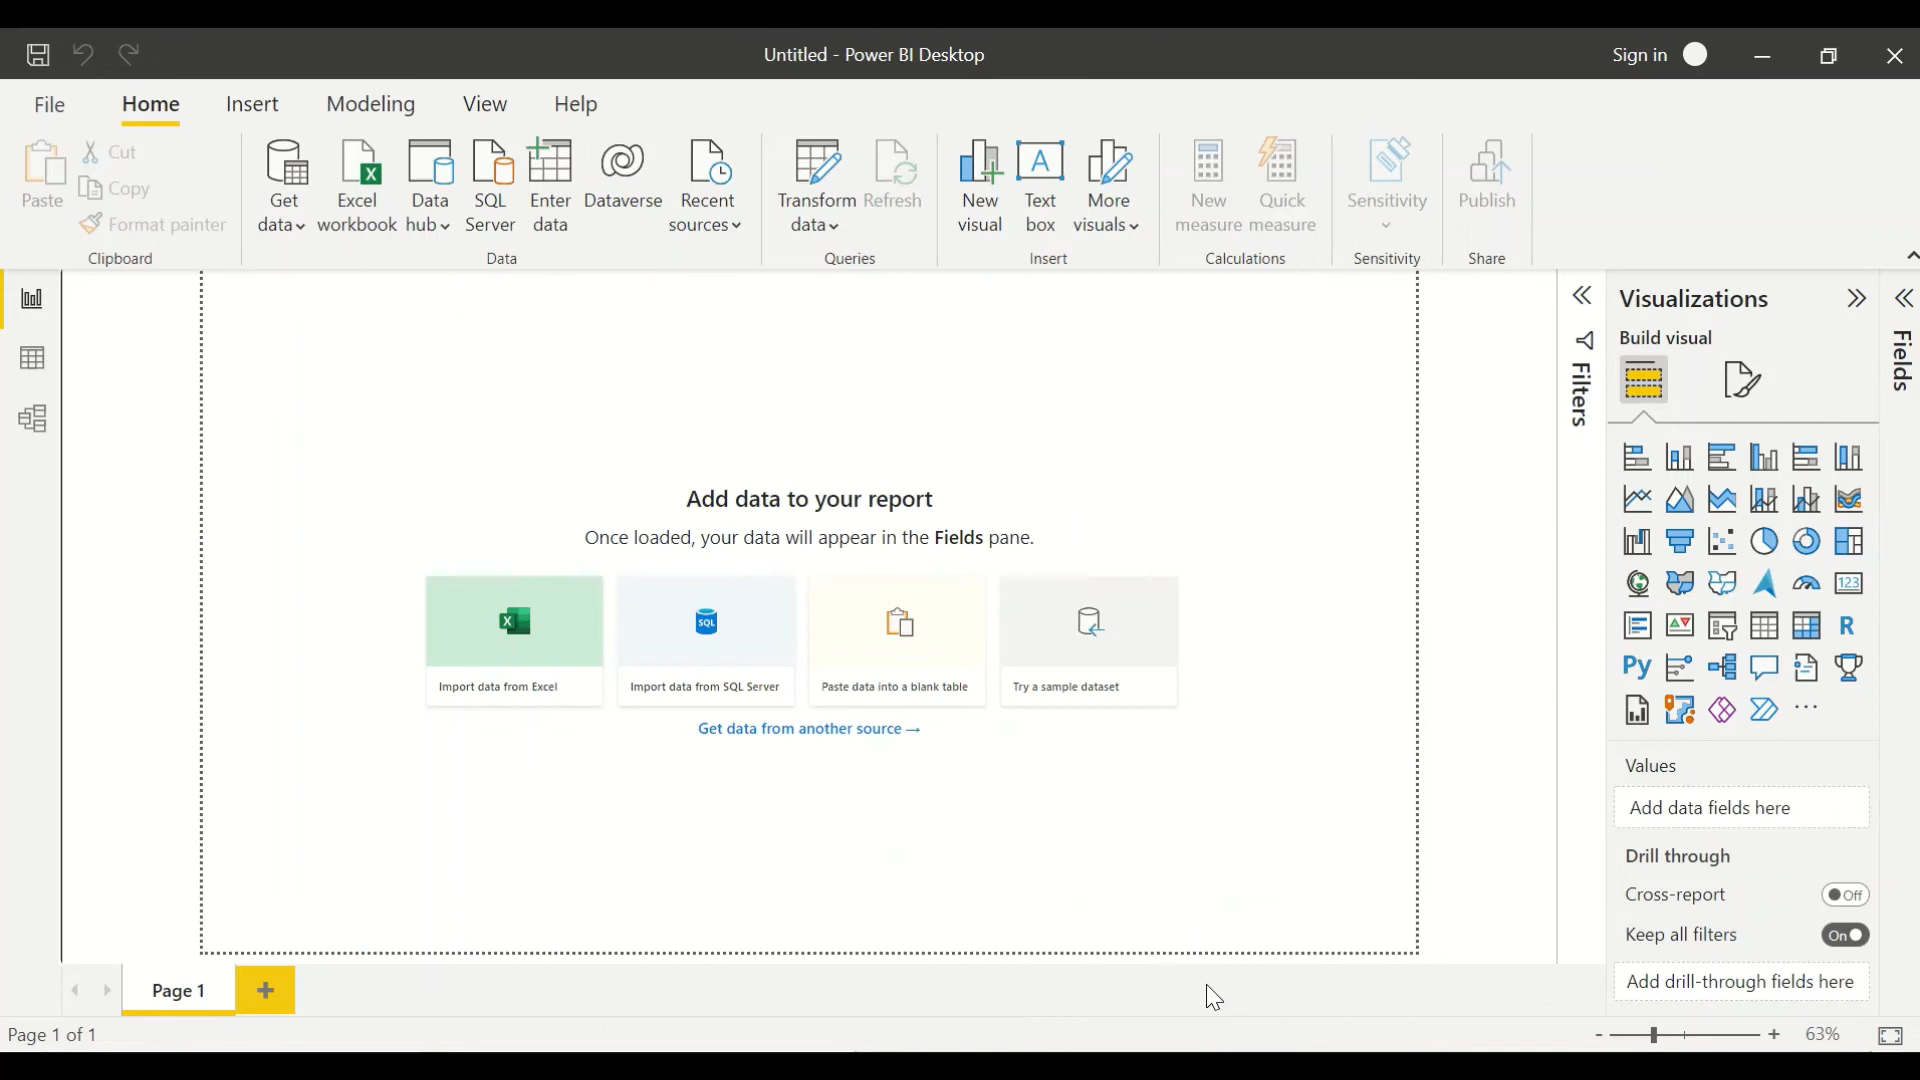 Untitled - Power BI Desktop
Sign in
File Home Insert Modeling View Help
Paste
Cut
Copy
Format painter
Clipboard
Get data
Excel workbook
Data hub
SQL Server
Enter data
Dataverse
Recent sources
Data
Transform data
Refresh
Queries
New visual
Text box
More visuals
Insert
New measure
Quick measure
Calculations
Sensitivity
Sensitivity
Publish
Share
Add data to your report
Once loaded, your data will appear in the Fields pane.
X
SQL
Import data from Excel
Import data from SQL Server
Paste data into a blank table
Try a sample dataset
Get data from another source →
Filters
Visualizations
Build visual
123
R
Py
Values
Add data fields here
Drill through
Cross-report
Off
Keep all filters
On
Add drill-through fields here
Fields
Page 1
Page 1 of 1
- + 63%